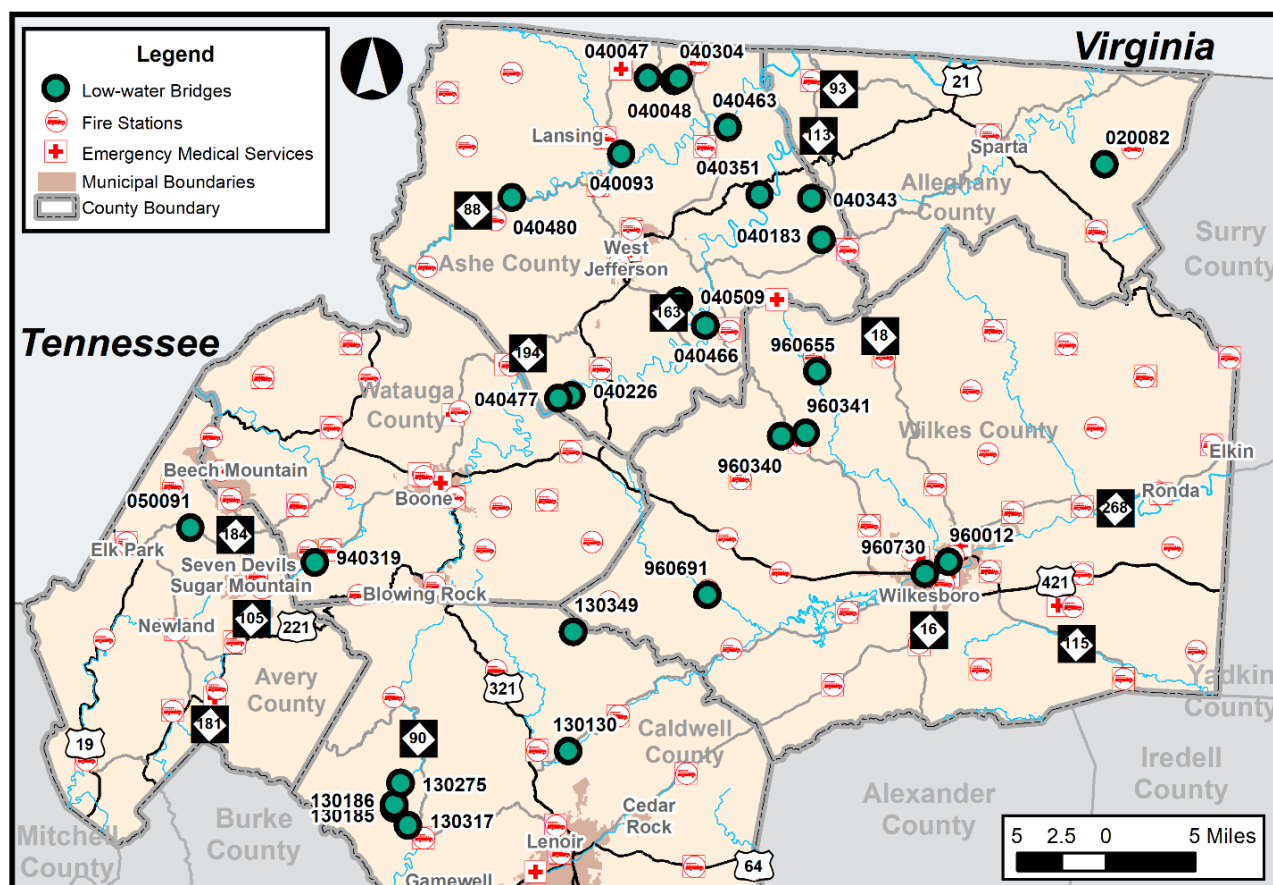 Legend
Low-water Bridges
Fire Stations
Emergency Medical Services
Municipal Boundaries
County Boundary
Virginia
Tennessee
040047
040304
040048
040463
93
21
113
Lansing
Sparta
020082
040351
040093
Alleghany
County
88
040480
040343
040183
West
Jefferson
Ashe County
Surry
County
163
040509
040466
18
960655
194
Watauga
County
040477
040226
960341
960340
Wilkes County
Elkin
Beech Mountain
050091
Boone
Ronda
268
184
Elk Park
Seven Devils
Sugar Mountain
940319
960730
960012
960691
421
Wilkesboro
Blowing Rock
130349
105
221
Newland
16
115
Avery
County
321
Yadkin
County
181
19
90
130130
Caldwell
County
Iredell
County
130275
130186
130185
130317
Cedar
Rock
Alexander
County
Mitchell
County
Burke
County
Lenoir
64
Gamewell
5 2.5 0 5 Miles